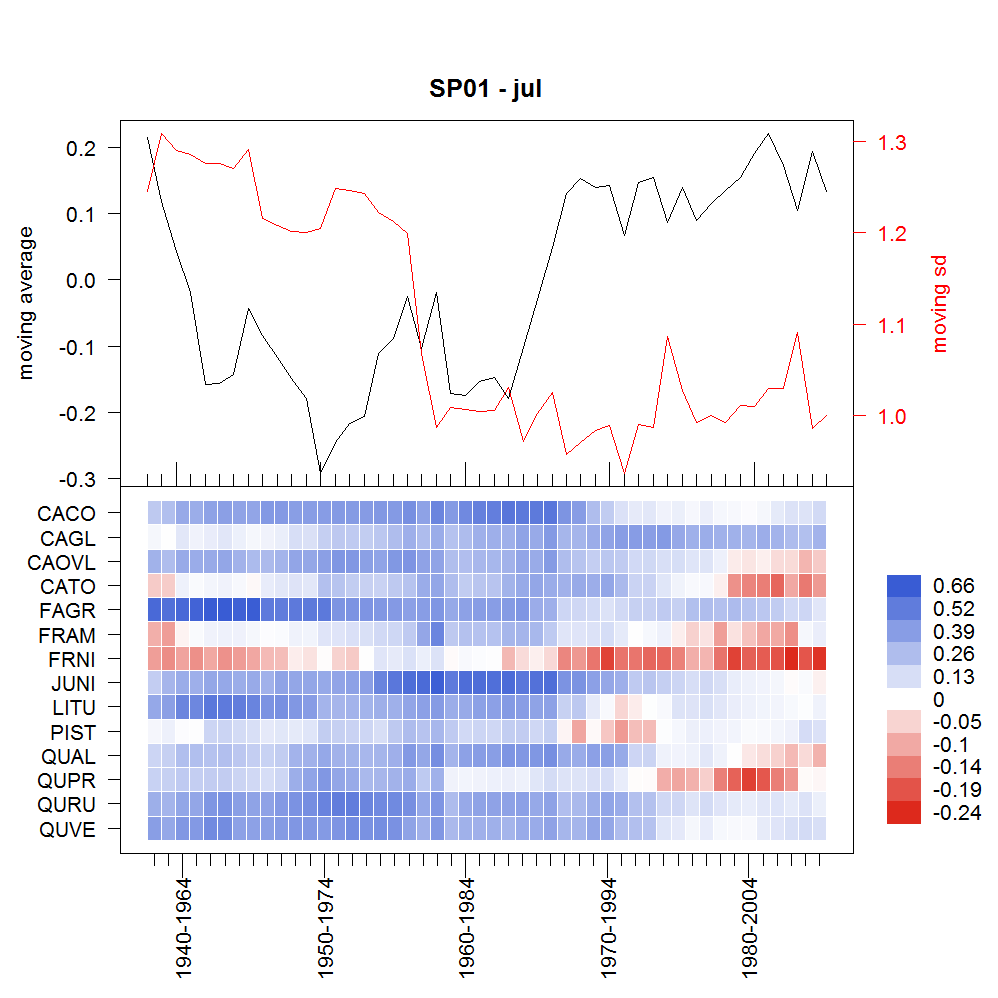 SP01 - jul
moving average
0.2
0.1
0.0
-0.1
-0.2
-0.3
1.3
1.2
1.1
1.0
moving sd
CACO
CAGL
CAOVL
CATO
FAGR
FRAM
FRNI
JUNI
LITU
PIST
QUAL
QUPR
QURU
QUVE
0.66
0.52
0.39
0.26
0.13
0
-0.05
-0.1
-0.14
-0.19
-0.24
1940-1964
1950-1974
1960-1984
1970-1994
1980-2004